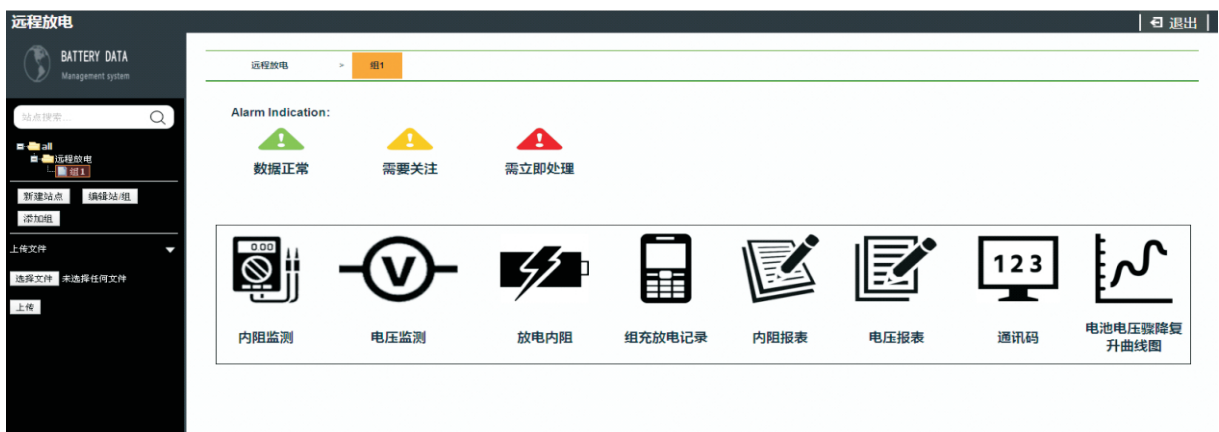 远程放电
退出
BATTERY DATA
Management system
站点搜索...
all
远程放电
组1
新建站点 编辑站/组
添加组
上传文件
选择文件 未选择任何文件
上传
远程放电 > 组1
Alarm Indication:
数据正常 需要关注 需立即处理
0.00
V
123
内阻监测 电压监测 放电内阻 组充放电记录 内阻报表 电压报表 通讯码 电池电压骤降复
升曲线图